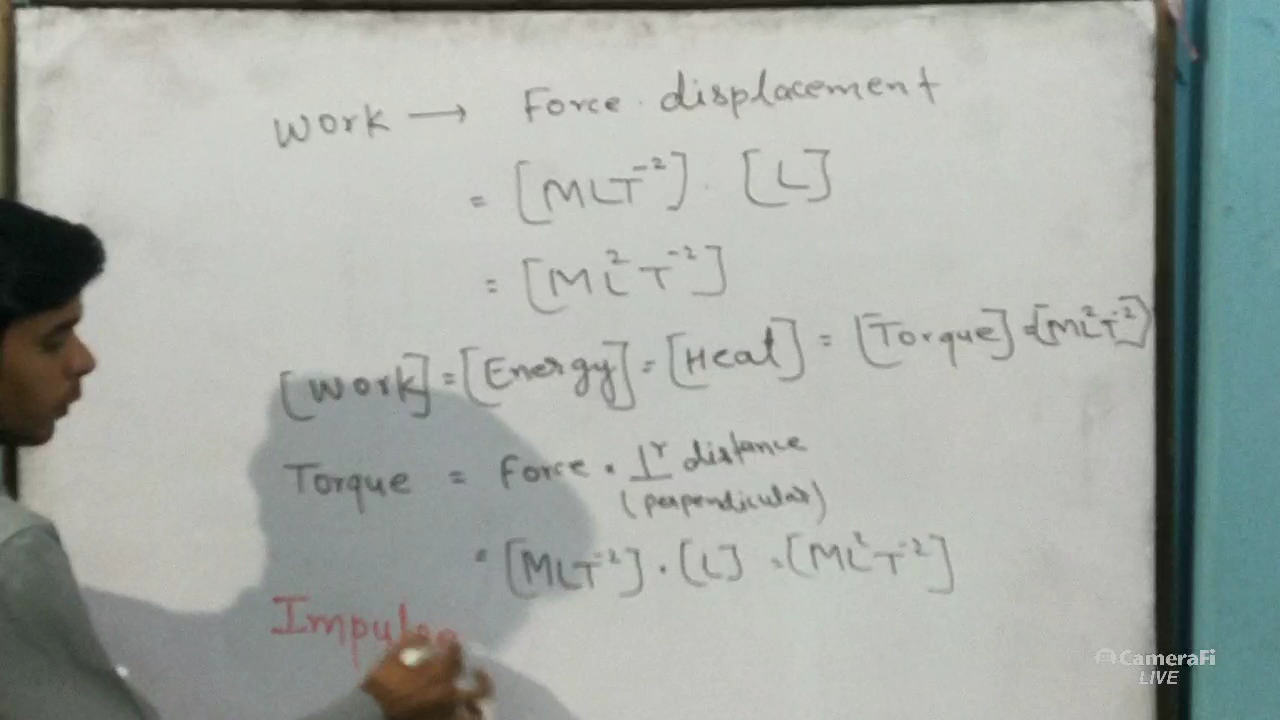 Work → Force . displacement
= [MLT⁻²] . [L]
= [ML²T⁻²]
[Work] = [Energy] = [Heat] = [Torque] = [ML²T⁻²]
Torque = Force . ⊥ʳ distance
(perpendicular)
= [MLT⁻²] . [L] = [ML²T⁻²]
Impulse
CameraFi
LIVE